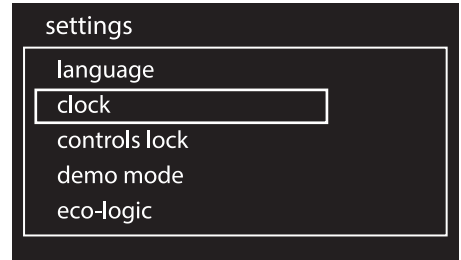 settings
language
clock
controls lock
demo mode
eco-logic